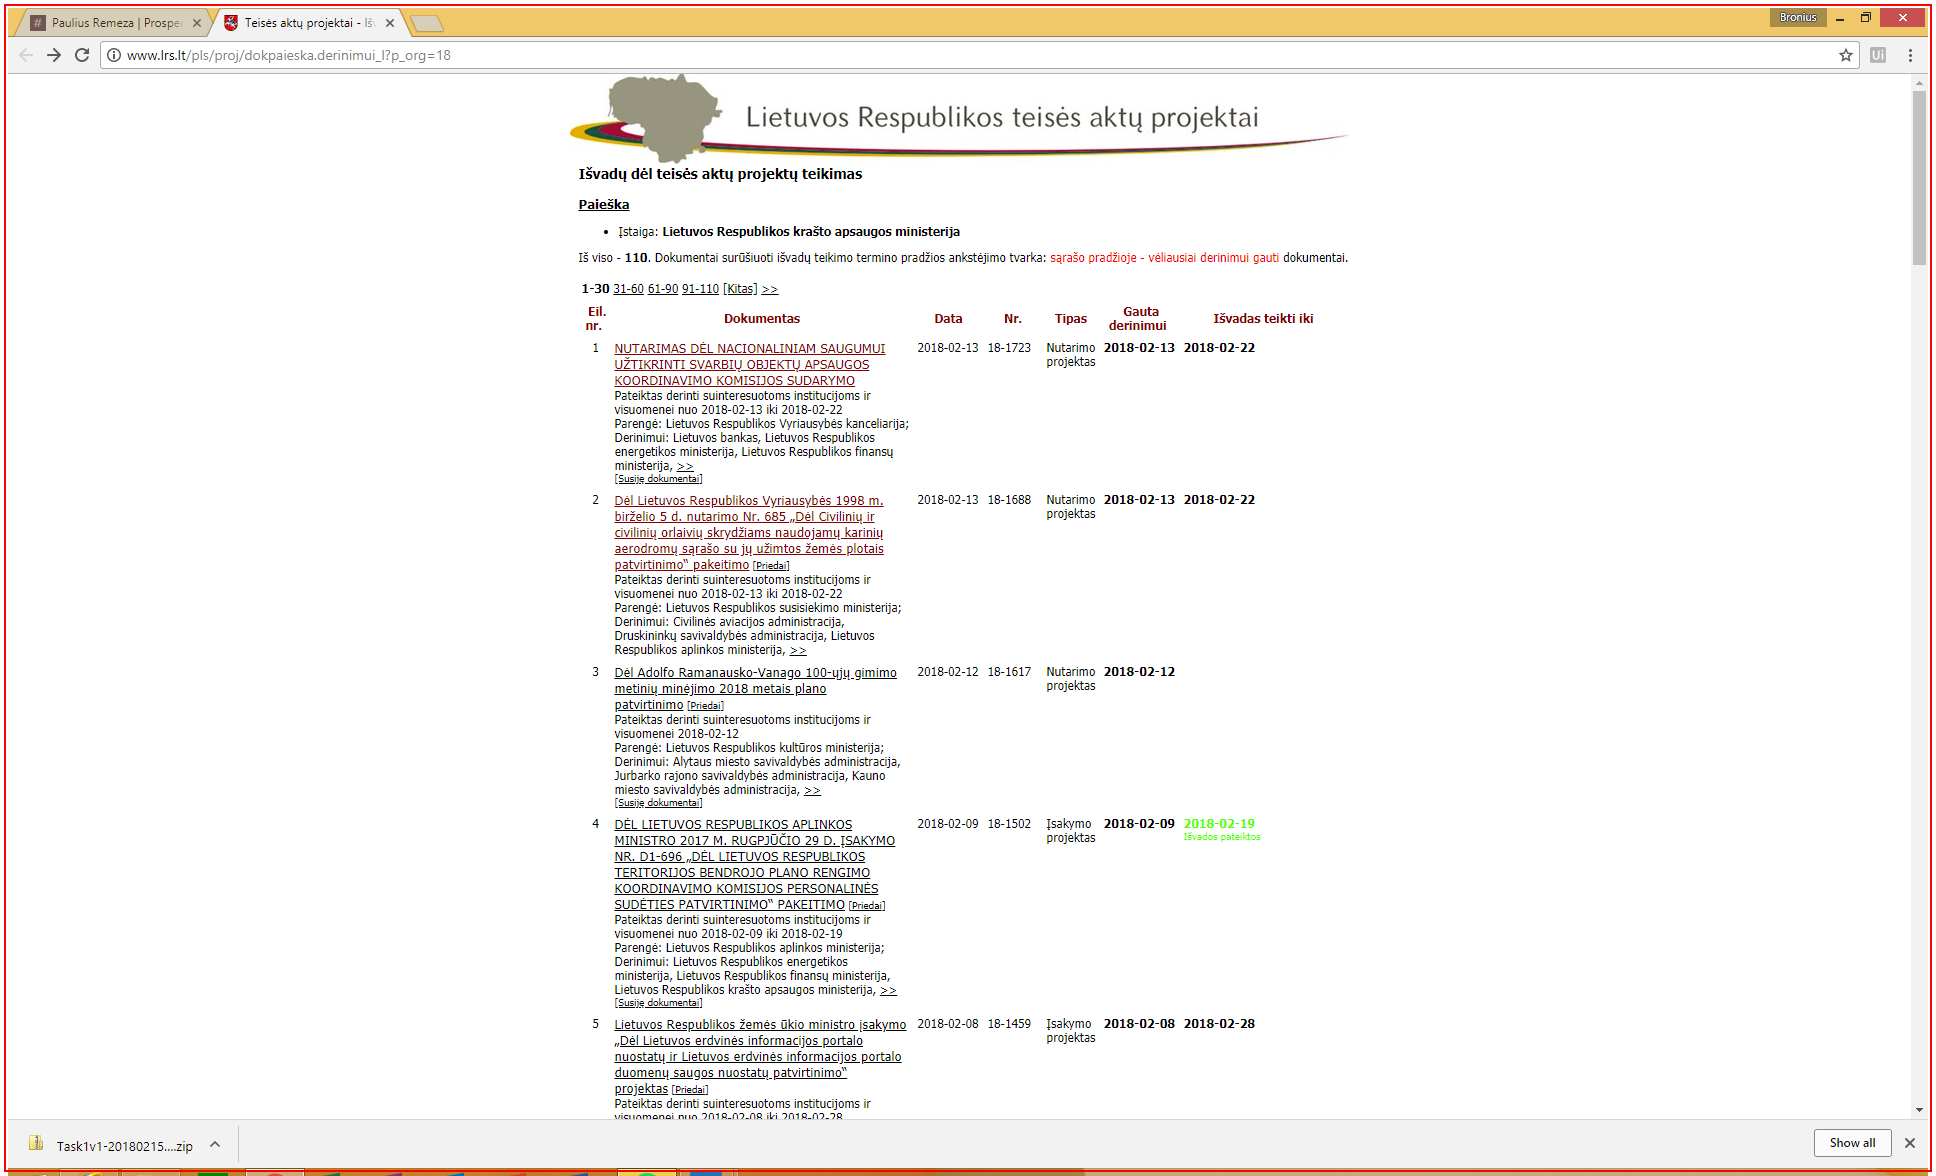 Paulius Remeza | Prosper
Teisės aktų projektai - Iš
Bronius
www.lrs.lt/pls/proj/dokpaieska.derinimui_l?p_org=18
Lietuvos Respublikos teisės aktų projektai
Išvadų dėl teisės aktų projektų teikimas
Paieška
• Įstaiga: Lietuvos Respublikos krašto apsaugos ministerija
Iš viso - 110. Dokumentai surūšiuoti išvadų teikimo termino pradžios ankstėjimo tvarka: sąrašo pradžioje - vėliausiai derinimui gauti dokumentai.
1-30 31-60 61-90 91-110 [Kitas] >>
Eil. nr. Dokumentas Data Nr. Tipas Gauta derinimui Išvadas teikti iki
1 NUTARIMAS DĖL NACIONALINIAM SAUGUMUI 2018-02-13 18-1723 Nutarimo projektas 2018-02-13 2018-02-22
UŽTIKRINTI SVARBIŲ OBJEKTŲ APSAUGOS
KOORDINAVIMO KOMISIJOS SUDARYMO
Pateiktas derinti suinteresuotoms institucijoms ir
visuomenei nuo 2018-02-13 iki 2018-02-22
Parengė: Lietuvos Respublikos Vyriausybės kanceliarija;
Derinimui: Lietuvos bankas, Lietuvos Respublikos
energetikos ministerija, Lietuvos Respublikos finansų
ministerija, >>
[Susiję dokumentai]
2 Dėl Lietuvos Respublikos Vyriausybės 1998 m. 2018-02-13 18-1688 Nutarimo projektas 2018-02-13 2018-02-22
birželio 5 d. nutarimo Nr. 685 „Dėl Civilinių ir
civilinių orlaivių skrydžiams naudojamų karinių
aerodromų sąrašo su jų užimtos žemės plotais
patvirtinimo“ pakeitimo [Priedai]
Pateiktas derinti suinteresuotoms institucijoms ir
visuomenei nuo 2018-02-13 iki 2018-02-22
Parengė: Lietuvos Respublikos susisiekimo ministerija;
Derinimui: Civilinės aviacijos administracija,
Druskininkų savivaldybės administracija, Lietuvos
Respublikos aplinkos ministerija, >>
3 Dėl Adolfo Ramanausko-Vanago 100-ųjų gimimo 2018-02-12 18-1617 Nutarimo projektas 2018-02-12
metinių minėjimo 2018 metais plano
patvirtinimo [Priedai]
Pateiktas derinti suinteresuotoms institucijoms ir
visuomenei 2018-02-12
Parengė: Lietuvos Respublikos kultūros ministerija;
Derinimui: Alytaus miesto savivaldybės administracija,
Jurbarko rajono savivaldybės administracija, Kauno
miesto savivaldybės administracija, >>
[Susiję dokumentai]
4 DĖL LIETUVOS RESPUBLIKOS APLINKOS 2018-02-09 18-1502 Įsakymo projektas 2018-02-09 2018-02-19 Išvados pateiktos
MINISTRO 2017 M. RUGPJŪČIO 29 D. ĮSAKYMO
NR. D1-696 „DĖL LIETUVOS RESPUBLIKOS
TERITORIJOS BENDROJO PLANO RENGIMO
KOORDINAVIMO KOMISIJOS PERSONALINĖS
SUDĖTIES PATVIRTINIMO“ PAKEITIMO [Priedai]
Pateiktas derinti suinteresuotoms institucijoms ir
visuomenei nuo 2018-02-09 iki 2018-02-19
Parengė: Lietuvos Respublikos aplinkos ministerija;
Derinimui: Lietuvos Respublikos energetikos
ministerija, Lietuvos Respublikos finansų ministerija,
Lietuvos Respublikos krašto apsaugos ministerija, >>
[Susiję dokumentai]
5 Lietuvos Respublikos žemės ūkio ministro įsakymo 2018-02-08 18-1459 Įsakymo projektas 2018-02-08 2018-02-28
„Dėl Lietuvos erdvinės informacijos portalo
nuostatų ir Lietuvos erdvinės informacijos portalo
duomenų saugos nuostatų patvirtinimo“
projektas [Priedai]
Pateiktas derinti suinteresuotoms institucijoms ir
visuomenei nuo 2018-02-08 iki 2018-02-28
Task1v1-20180215....zip
Show all